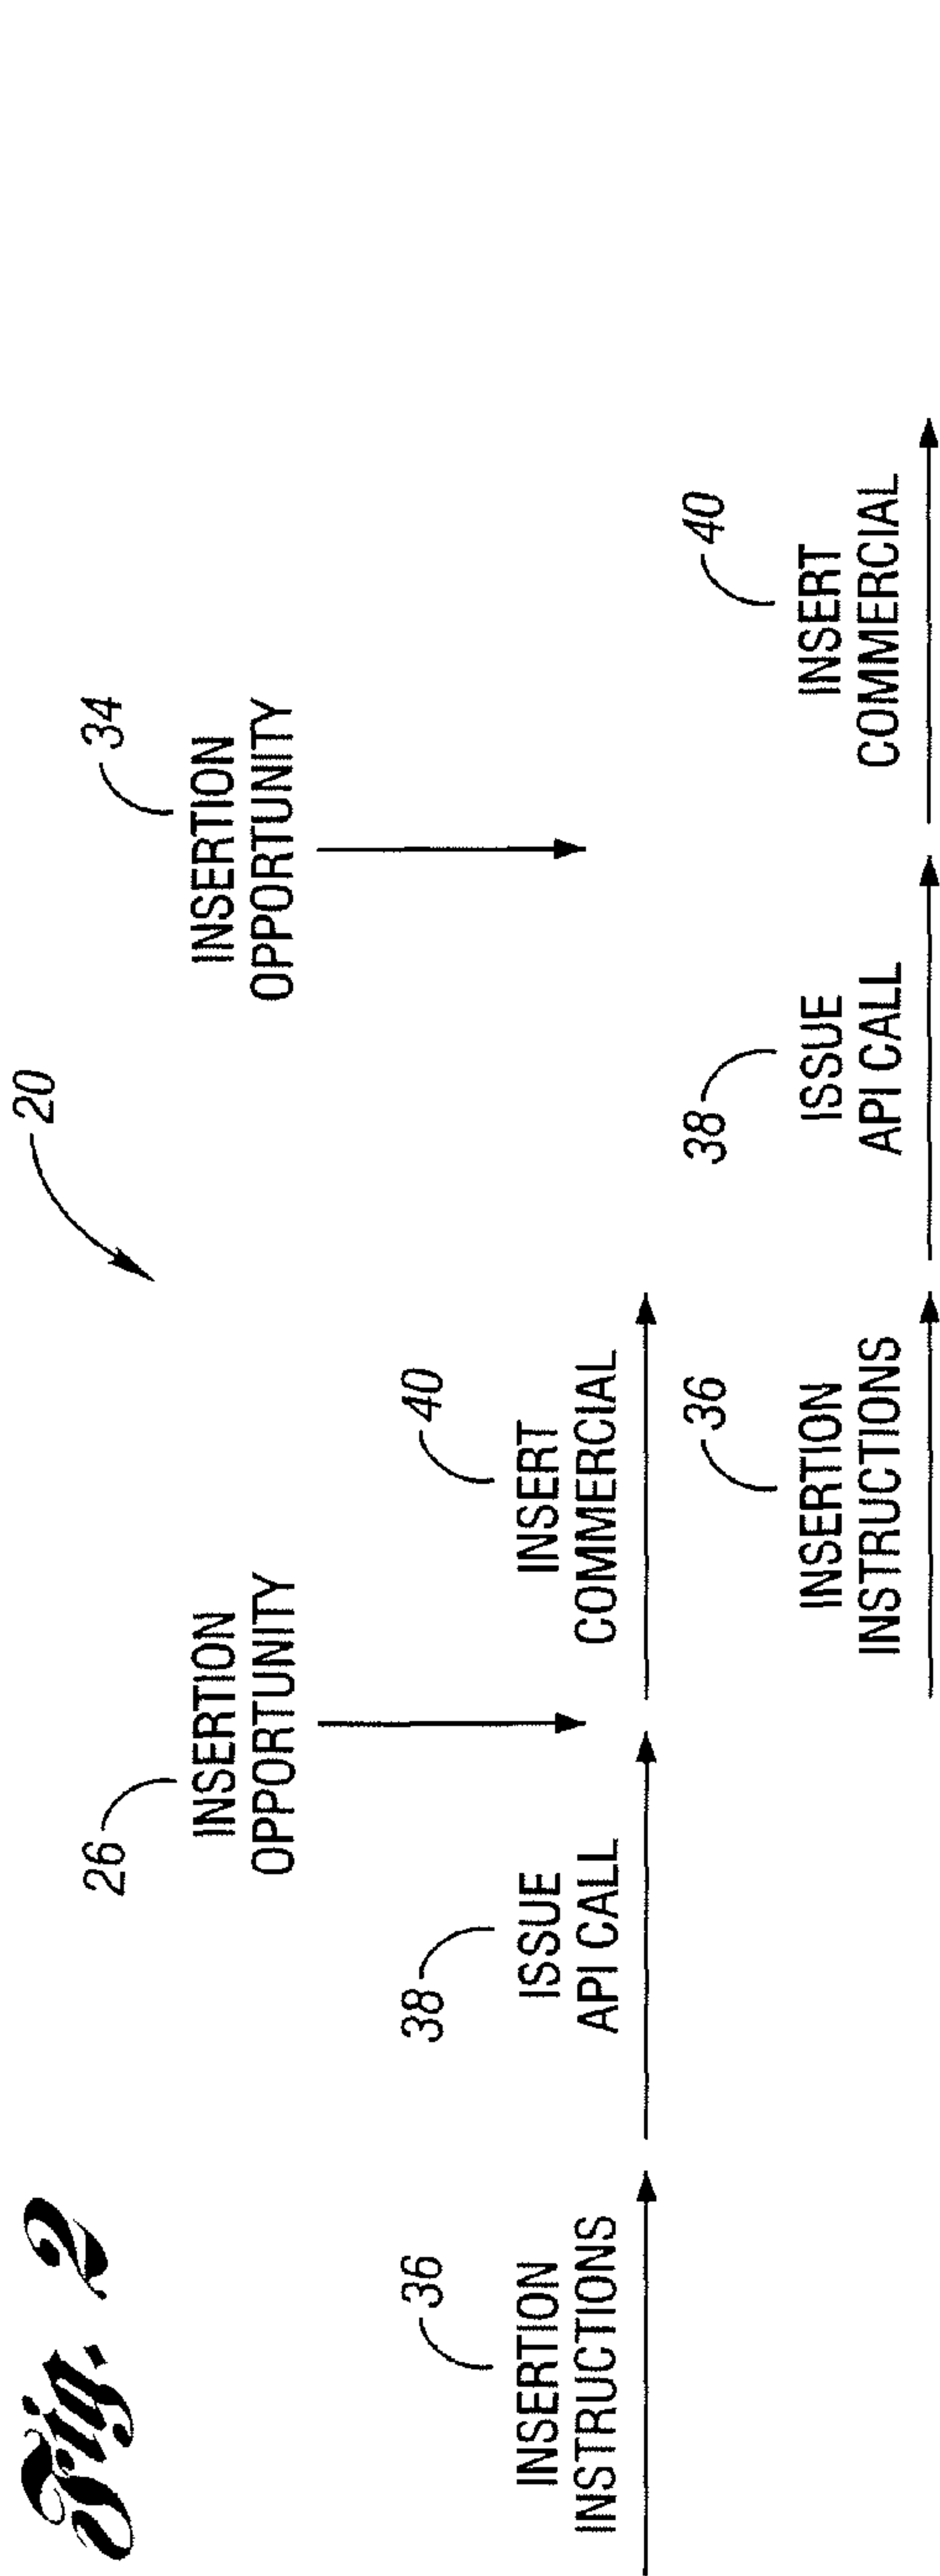 Fig. 2
20
26
INSERTION
OPPORTUNITY
34
INSERTION
OPPORTUNITY
36
INSERTION
INSTRUCTIONS
38
ISSUE
API CALL
40
INSERT
COMMERCIAL
36
INSERTION
INSTRUCTIONS
38
ISSUE
API CALL
40
INSERT
COMMERCIAL